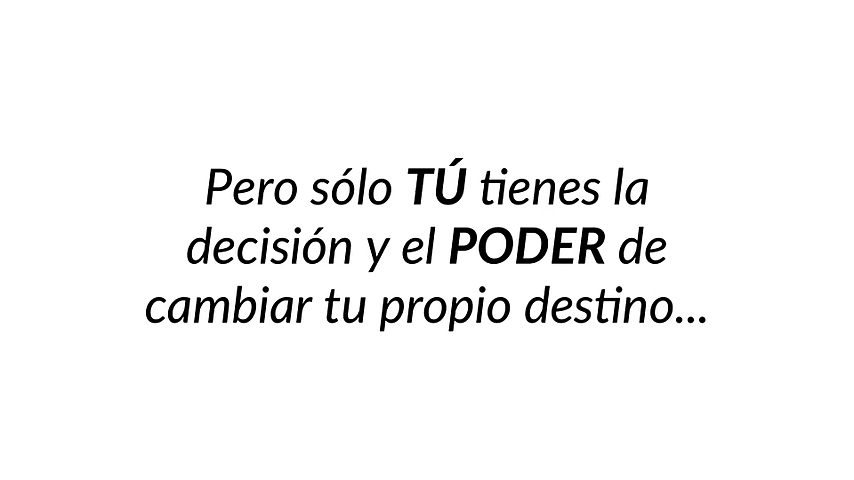 Pero sólo TÚ tienes la
decisión y el PODER de
cambiar tu propio destino...